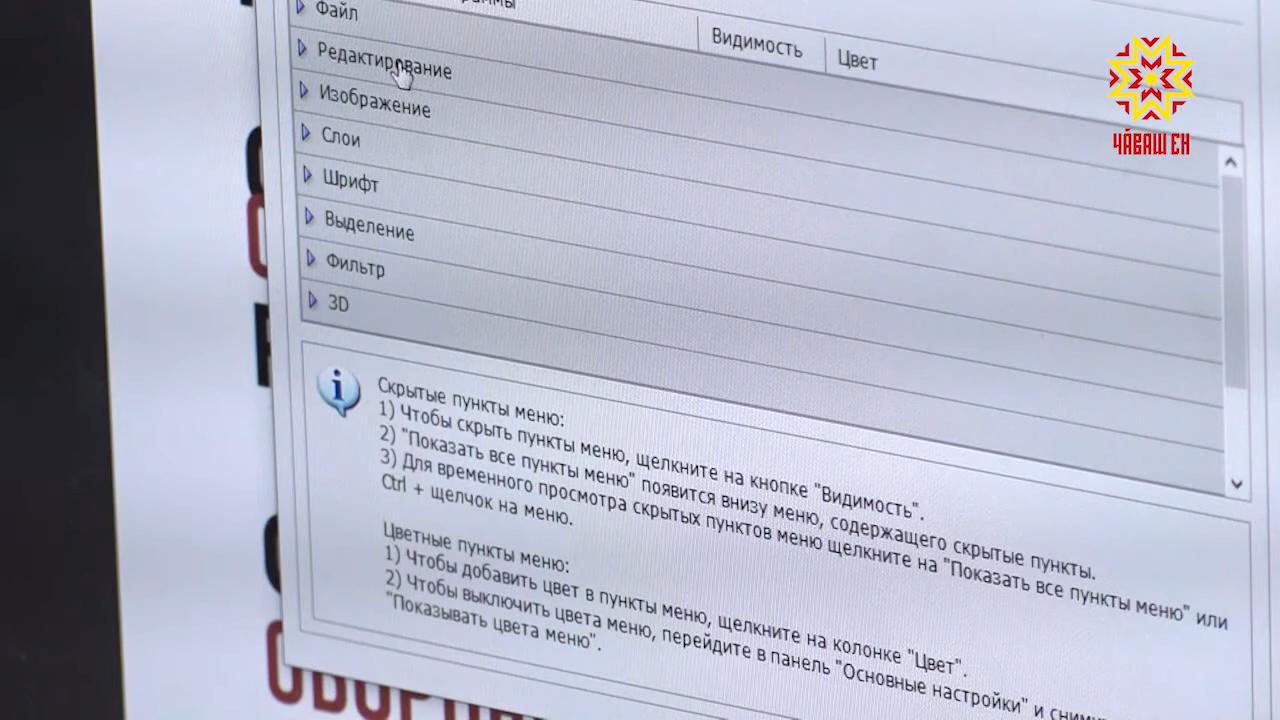 Файл
Видимость
Цвет
Редактирование
Изображение
Слои
Шрифт
Выделение
Фильтр
3D
Скрытые пункты меню:
1) Чтобы скрыть пункты меню, щелкните на кнопке "Видимость".
2) "Показать все пункты меню" появится внизу меню, содержащего скрытые пункты.
3) Для временного просмотра скрытых пунктов меню щелкните на "Показать все пункты меню" или
Ctrl + щелчок на меню.
Цветные пункты меню:
1) Чтобы добавить цвет в пункты меню, щелкните на колонке "Цвет".
2) Чтобы выключить цвета меню, перейдите в панель "Основные настройки" и
"Показывать цвета меню".
ЧĂВАШ ЕН